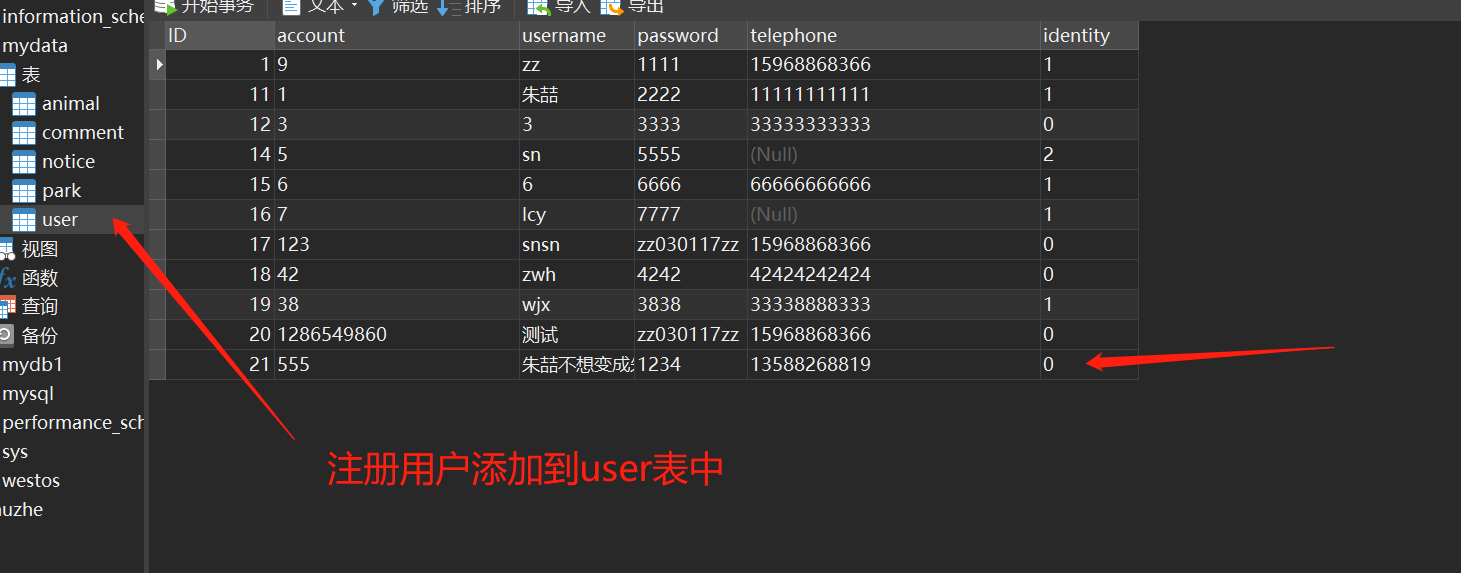 开始事务 文本 筛选 排序 导入 导出
information_sche
mydata
表
animal
comment
notice
park
user
视图
函数
查询
备份
mydb1
mysql
performance_sch
sys
westos
uzhe
ID account username password telephone identity
1 9 zz 1111 15968868366 1
11 1 朱喆 2222 11111111111 1
12 3 3 3333 33333333333 0
14 5 sn 5555 (Null) 2
15 6 6 6666 66666666666 1
16 7 lcy 7777 (Null) 1
17 123 snsn zz030117zz 15968868366 0
18 42 zwh 4242 42424242424 0
19 38 wjx 3838 33338888333 1
20 1286549860 测试 zz030117zz 15968868366 0
21 555 朱喆不想变成 1234 13588268819 0
注册用户添加到user表中